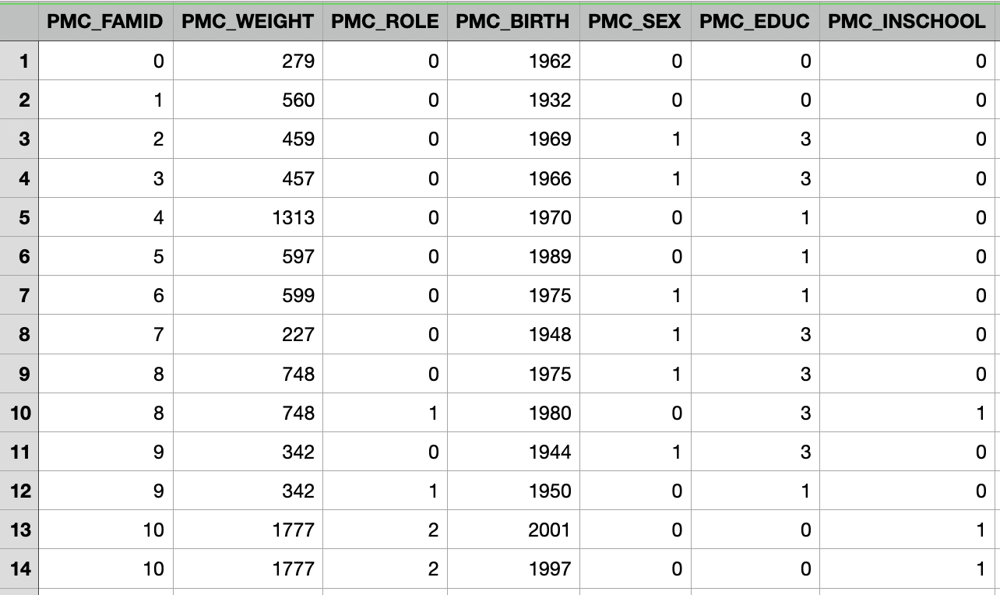 PMC_FAMID PMC_WEIGHT PMC_ROLE PMC_BIRTH PMC_SEX PMC_EDUC PMC_INSCHOOL
1 0 279 0 1962 0 0 0
2 1 560 0 1932 0 0 0
3 2 459 0 1969 1 3 0
4 3 457 0 1966 1 3 0
5 4 1313 0 1970 0 1 0
6 5 597 0 1989 0 1 0
7 6 599 0 1975 1 1 0
8 7 227 0 1948 1 3 0
9 8 748 0 1975 1 3 0
10 8 748 1 1980 0 3 1
11 9 342 0 1944 1 3 0
12 9 342 1 1950 0 1 0
13 10 1777 2 2001 0 0 1
14 10 1777 2 1997 0 0 1